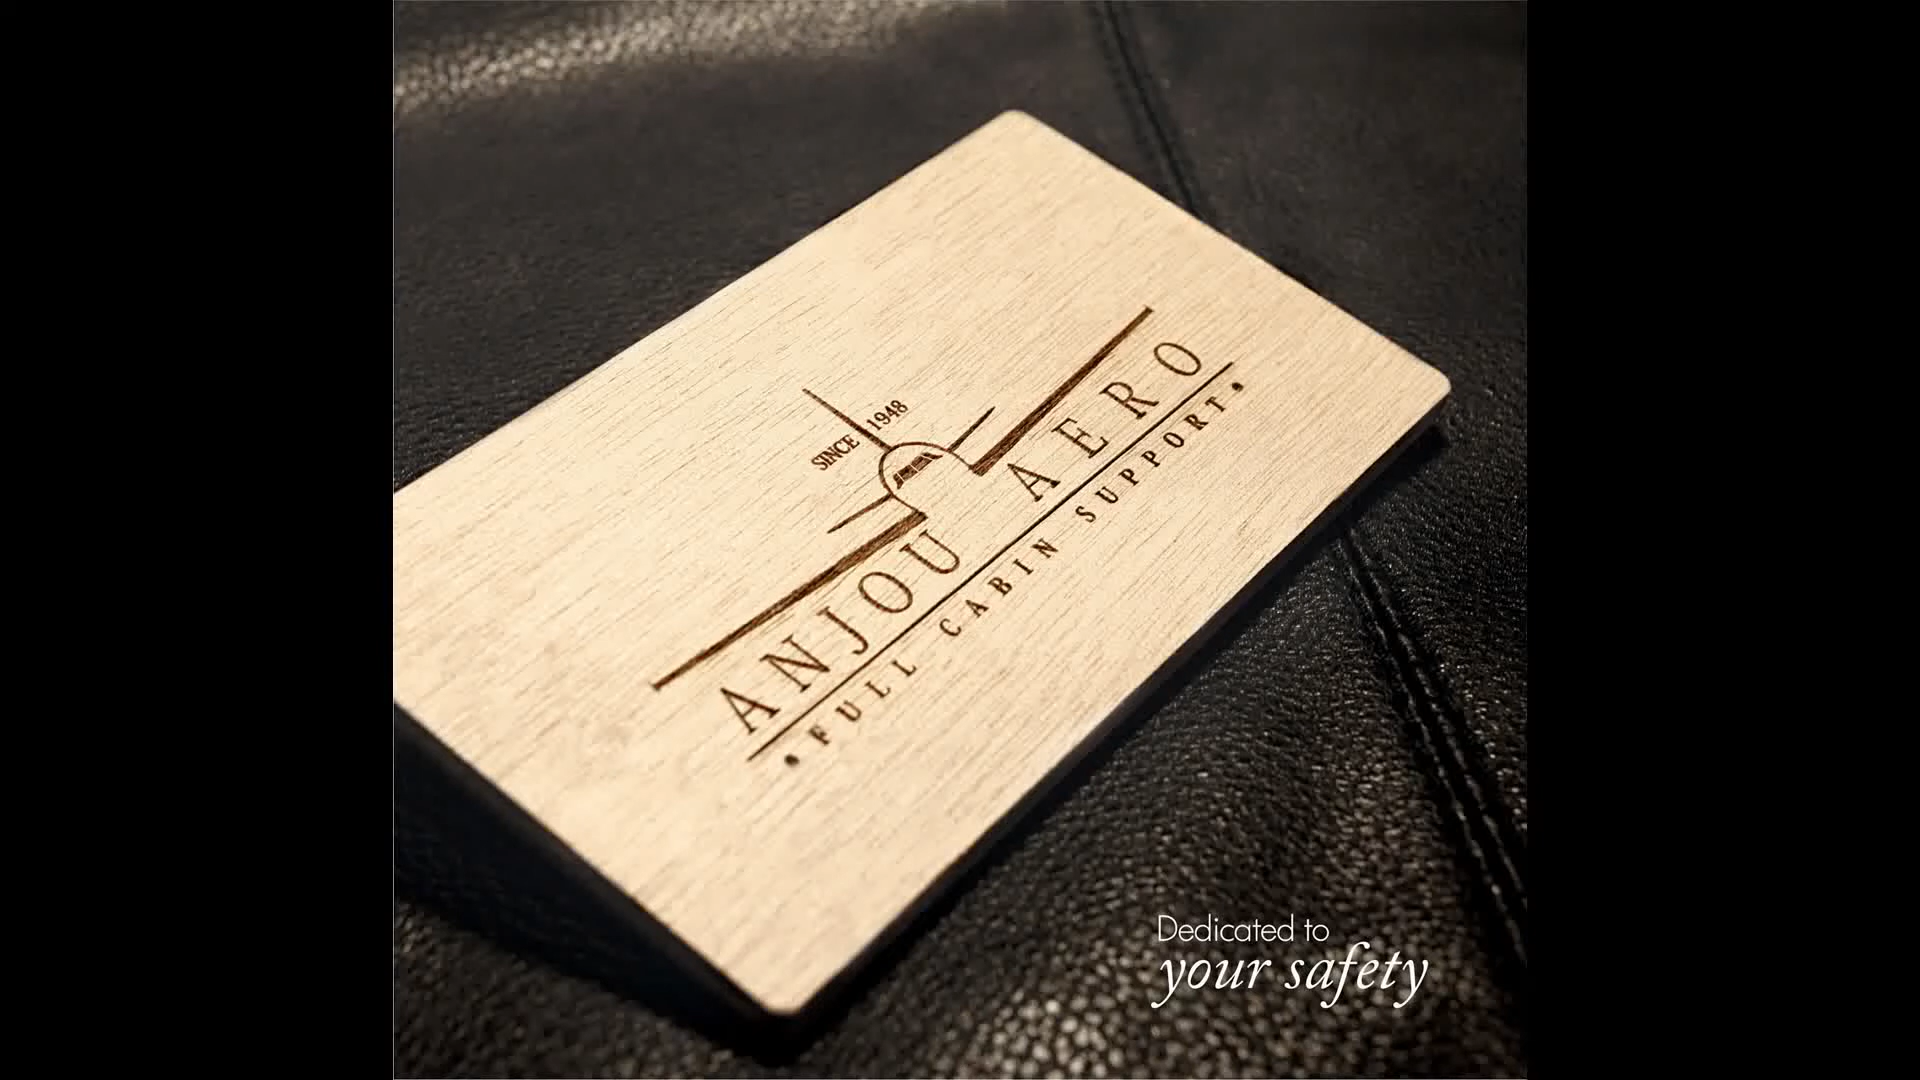 SINCE 1948
ANJOU AERO
• FULL CABIN SUPPORT •
Dedicated to
your safety